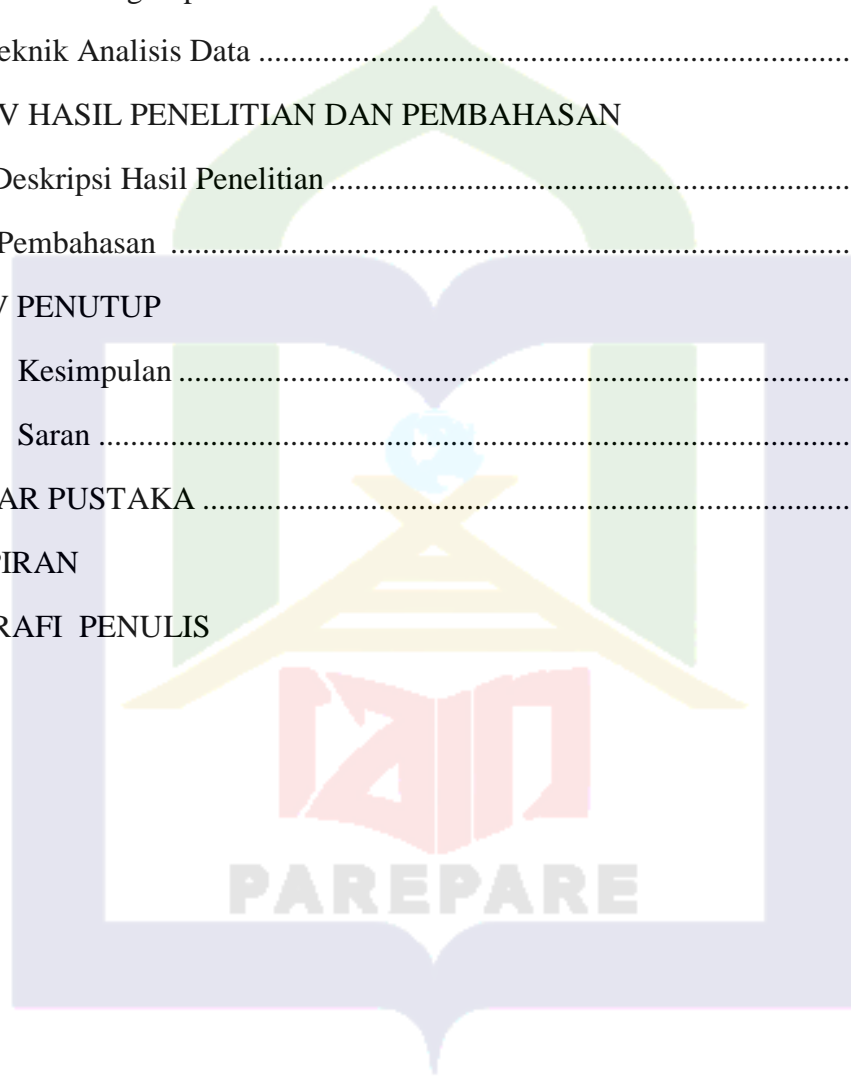 eknik Analisis Data ........................................................................
V HASIL PENELITIAN DAN PEMBAHASAN
Deskripsi Hasil Penelitian ...............................................................
Pembahasan ..................................................................................
V PENUTUP
Kesimpulan ...................................................................................
Saran ..............................................................................................
AR PUSTAKA ...............................................................................
PIRAN
RAFI PENULIS
PAREPARE